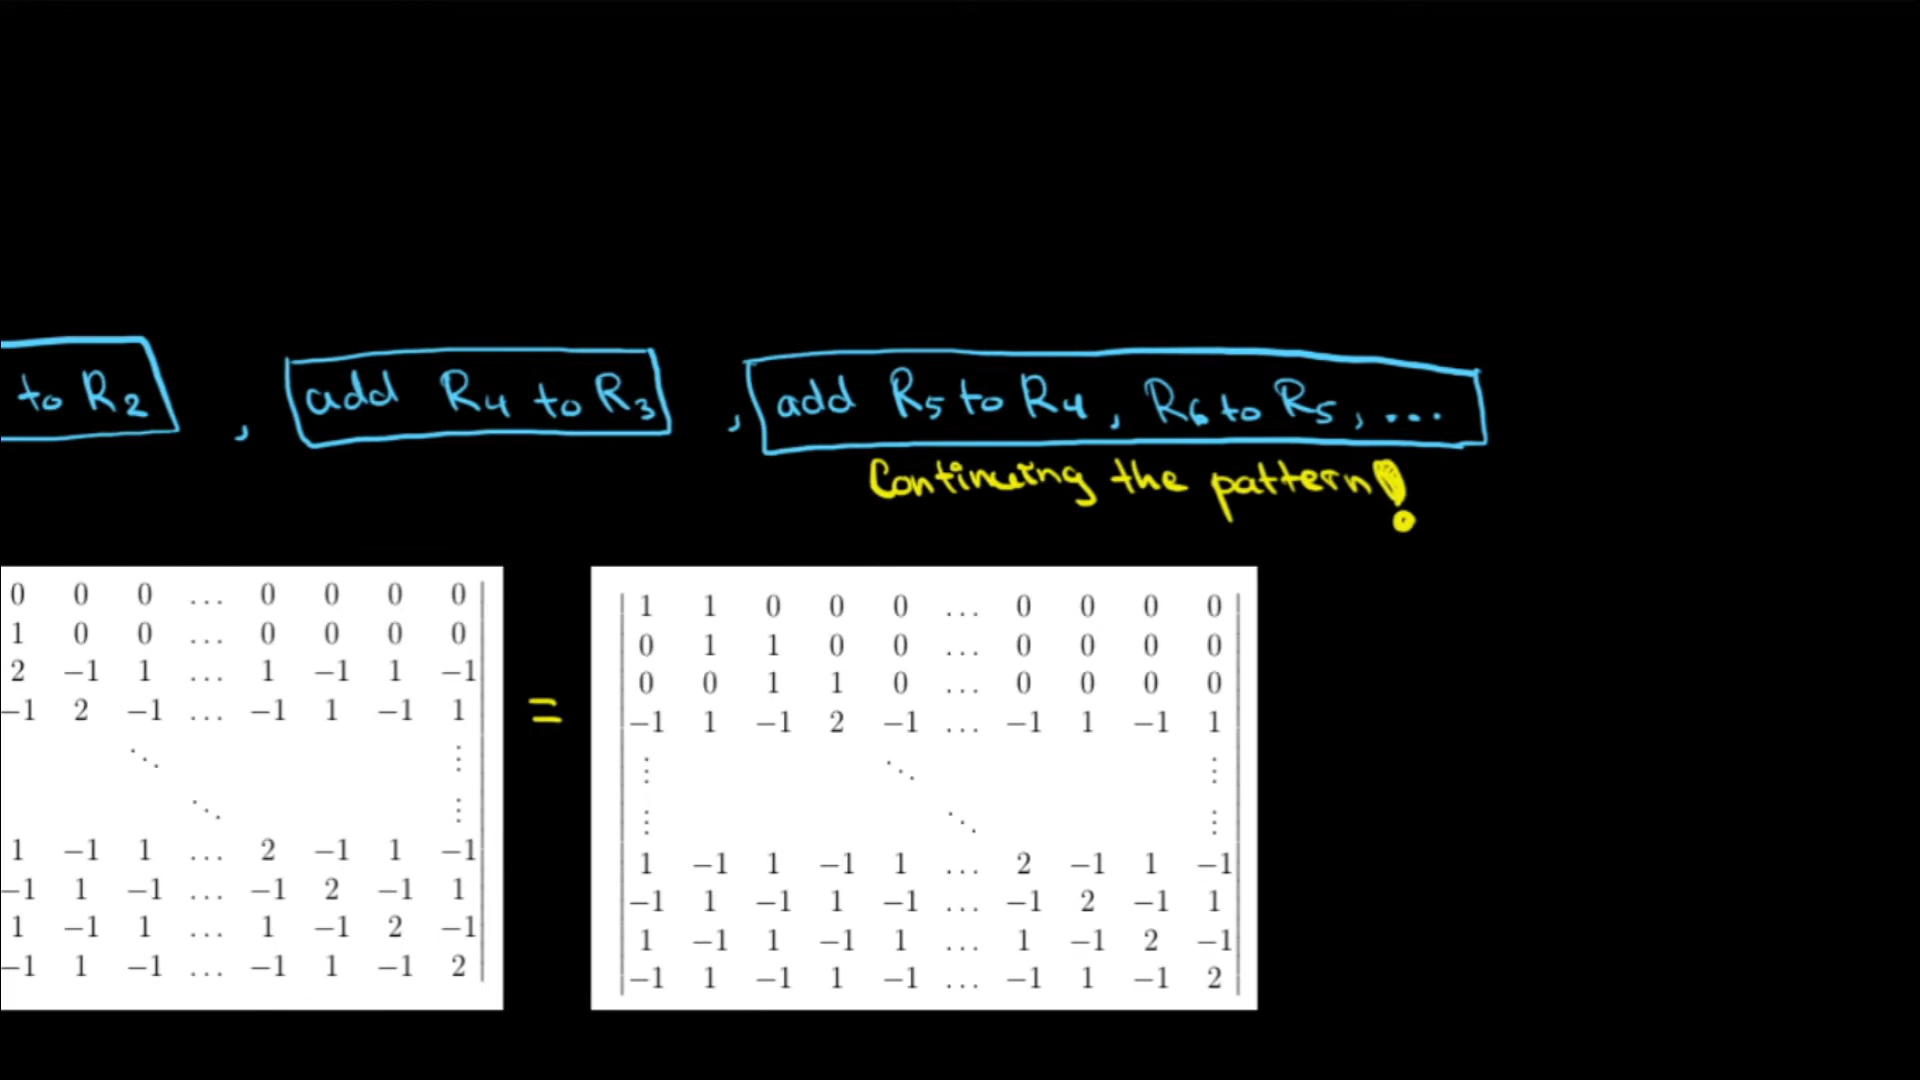 to R2 , add R4 to R3 , add R5 to R4 , R6 to R5 , ...
Continuing the pattern!
0 0 0 ... 0 0 0 0
1 0 0 ... 0 0 0 0
2 −1 1 ... 1 −1 1 −1
−1 2 −1 ... −1 1 −1 1
⋱ ⋮
⋱ ⋮
1 −1 1 ... 2 −1 1 −1
−1 1 −1 ... −1 2 −1 1
1 −1 1 ... 1 −1 2 −1
−1 1 −1 ... −1 1 −1 2
=
1 1 0 0 0 ... 0 0 0 0
0 1 1 0 0 ... 0 0 0 0
0 0 1 1 0 ... 0 0 0 0
−1 1 −1 2 −1 ... −1 1 −1 1
⋮ ⋱ ⋮
⋮ ⋱ ⋮
1 −1 1 −1 1 ... 2 −1 1 −1
−1 1 −1 1 −1 ... −1 2 −1 1
1 −1 1 −1 1 ... 1 −1 2 −1
−1 1 −1 1 −1 ... −1 1 −1 2